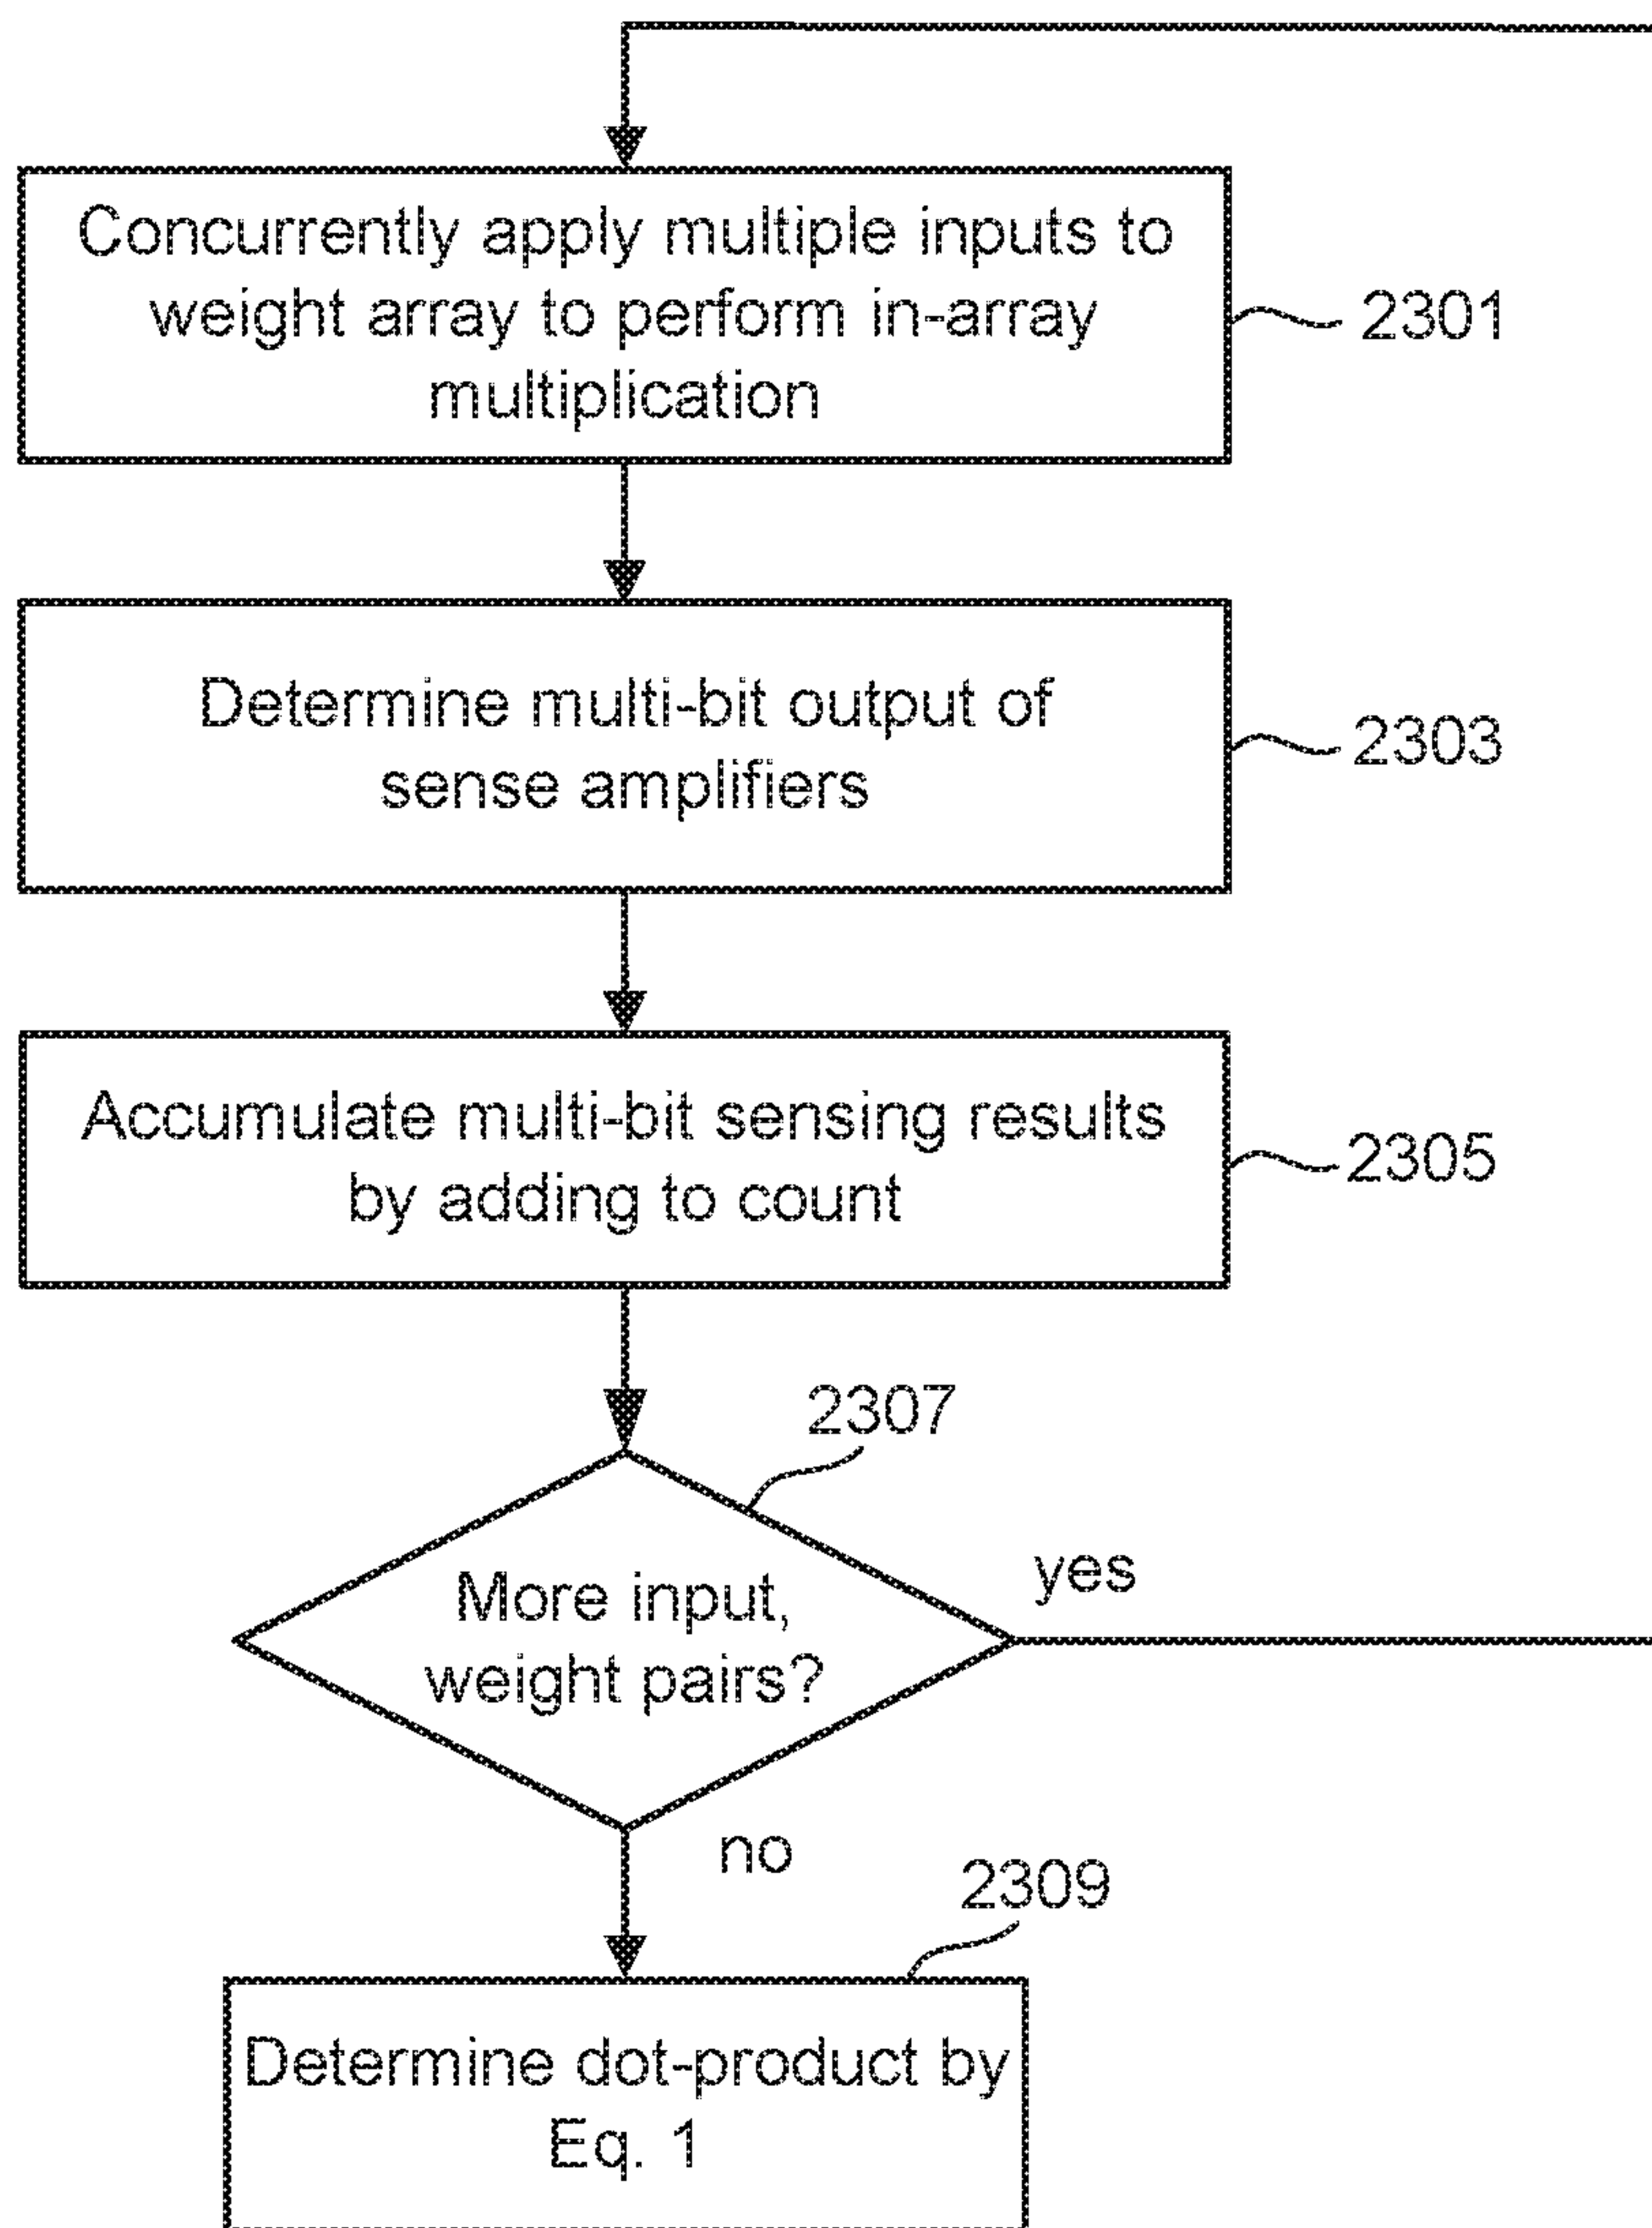 Concurrently apply multiple inputs to
weight array to perform in-array
multiplication
2301
Determine multi-bit output of
sense amplifiers
2303
Accumulate multi-bit sensing results
by adding to count
2305
2307
More input,
weight pairs?
yes
no
2309
Determine dot-product by
Eq. 1